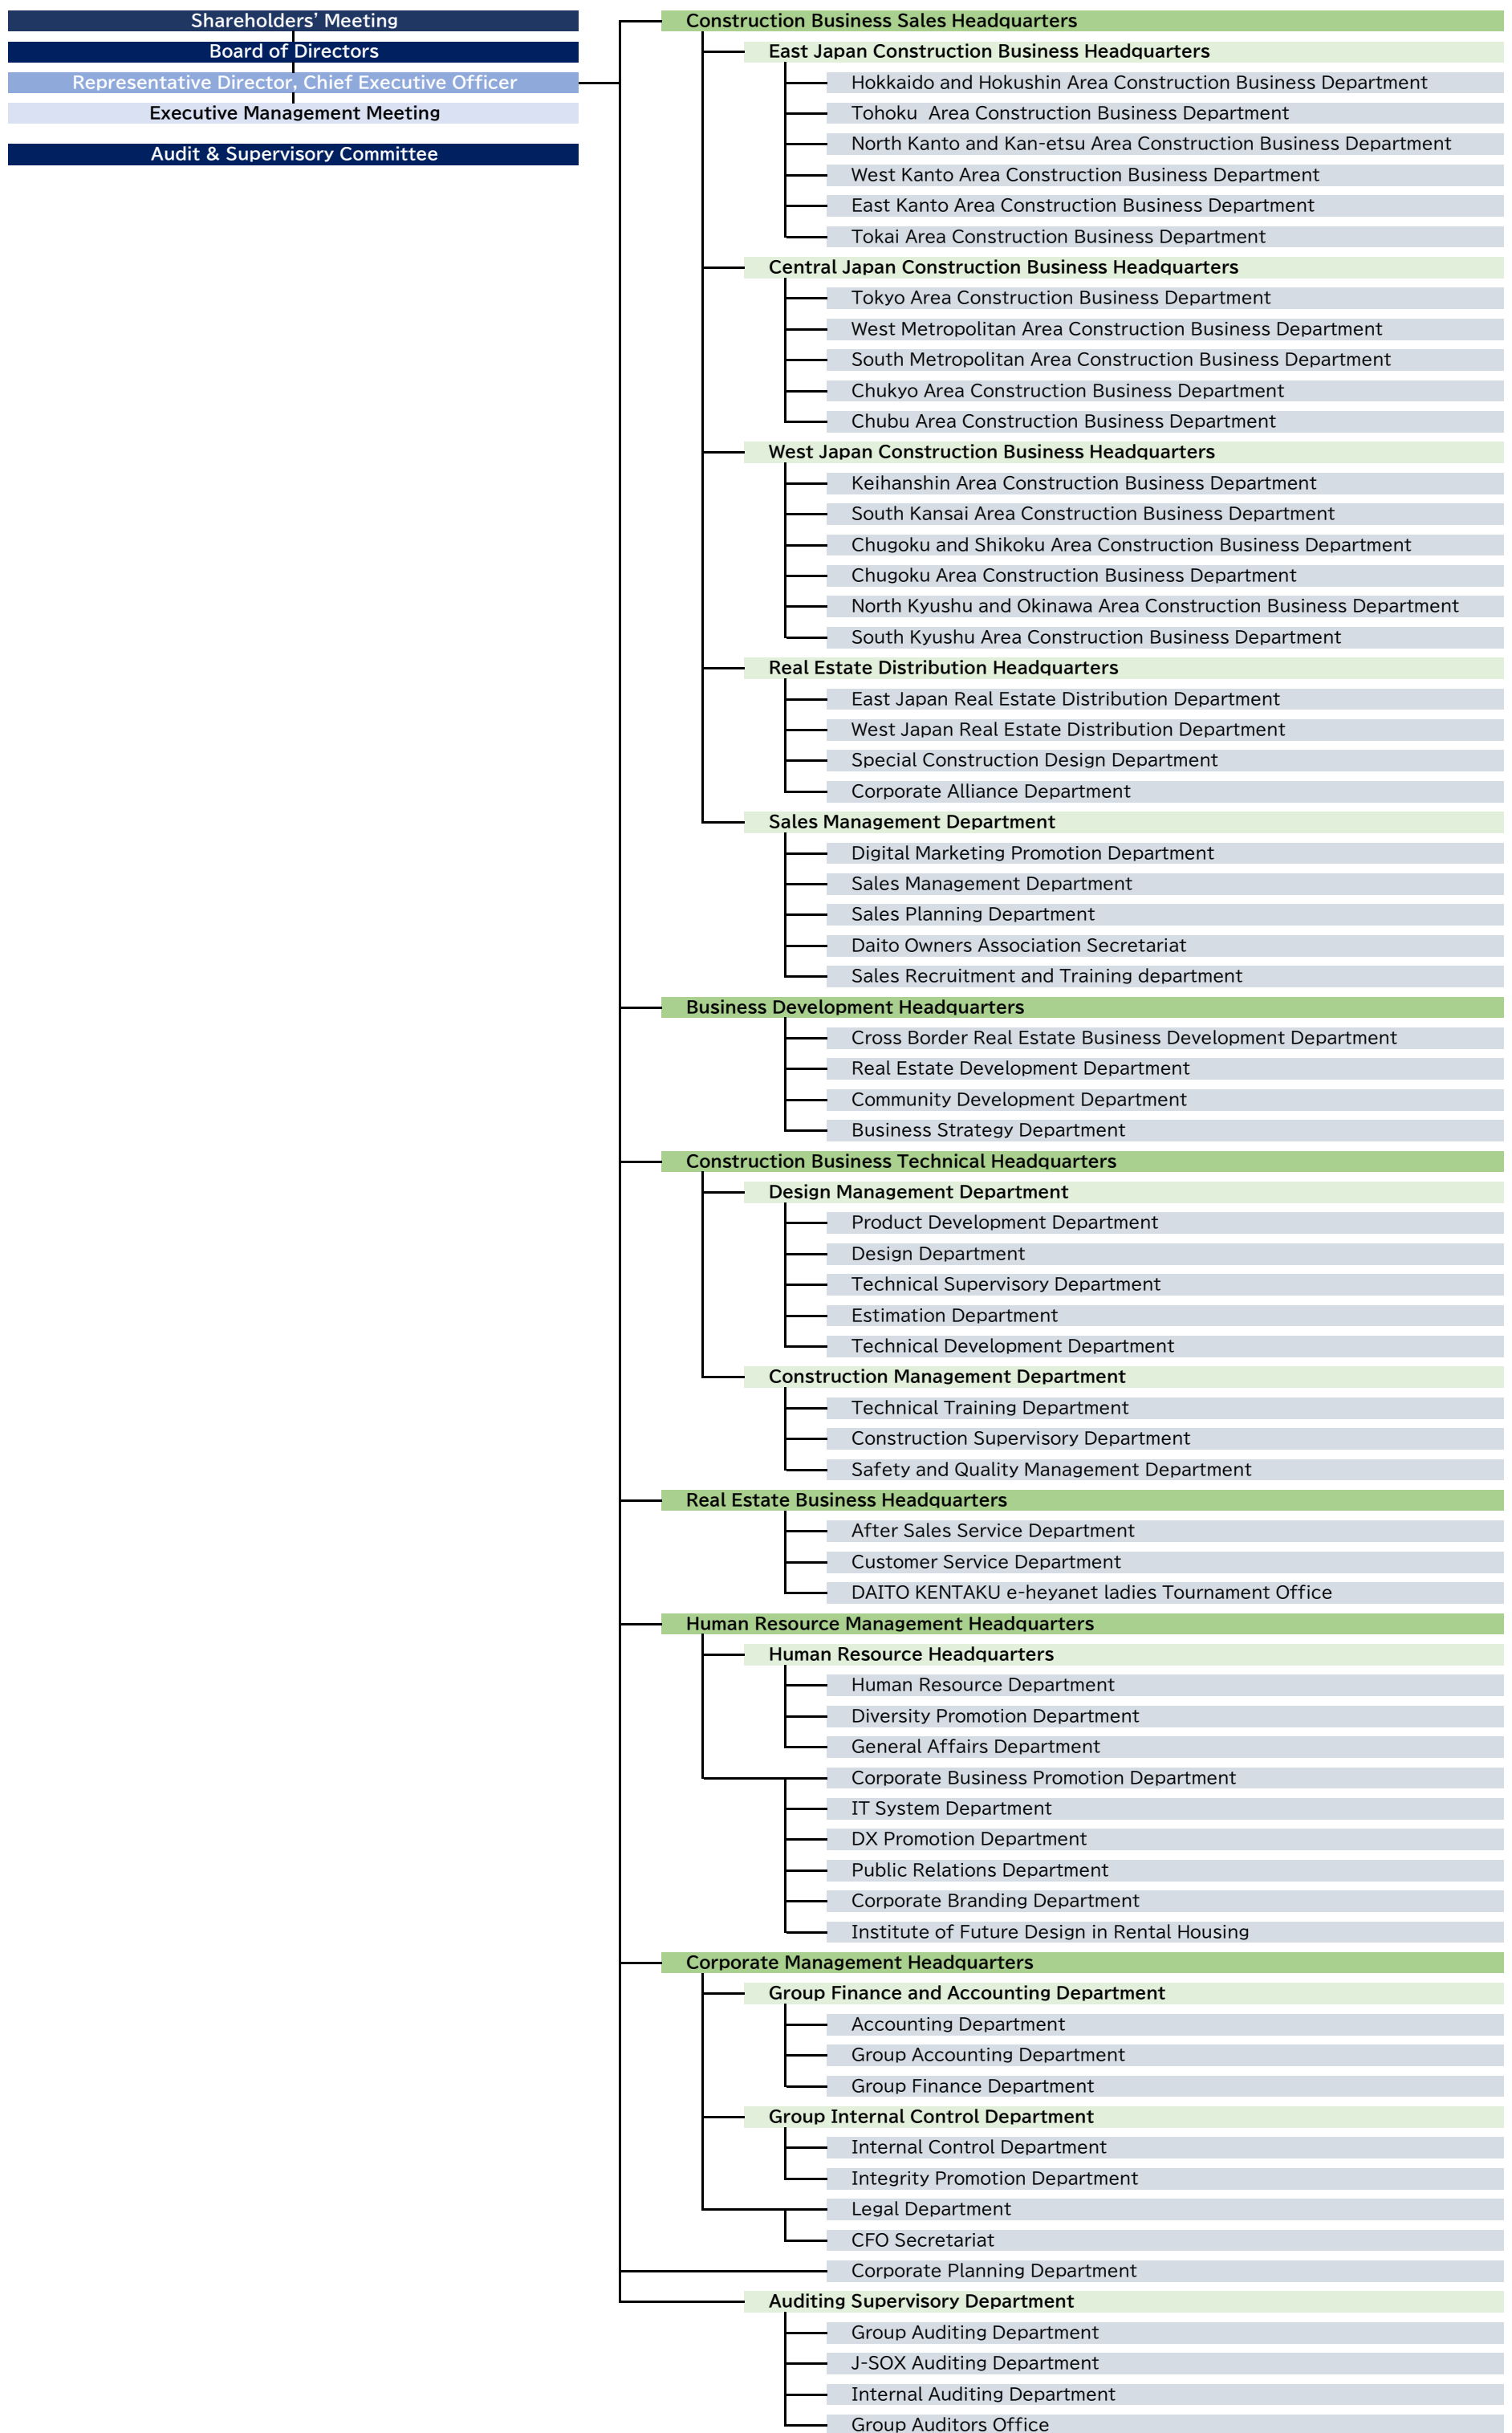 Shareholders' Meeting
Board of Directors
Representative Director, Chief Executive Officer
Executive Management Meeting
Audit & Supervisory Committee
Construction Business Sales Headquarters
East Japan Construction Business Headquarters
Hokkaido and Hokushin Area Construction Business Department
Tohoku  Area Construction Business Department
North Kanto and Kan-etsu Area Construction Business Department
West Kanto Area Construction Business Department
East Kanto Area Construction Business Department
Tokai Area Construction Business Department
Central Japan Construction Business Headquarters
Tokyo Area Construction Business Department
West Metropolitan Area Construction Business Department
South Metropolitan Area Construction Business Department
Chukyo Area Construction Business Department
Chubu Area Construction Business Department
West Japan Construction Business Headquarters
Keihanshin Area Construction Business Department
South Kansai Area Construction Business Department
Chugoku and Shikoku Area Construction Business Department
Chugoku Area Construction Business Department
North Kyushu and Okinawa Area Construction Business Department
South Kyushu Area Construction Business Department
Real Estate Distribution Headquarters
East Japan Real Estate Distribution Department
West Japan Real Estate Distribution Department
Special Construction Design Department
Corporate Alliance Department
Sales Management Department
Digital Marketing Promotion Department
Sales Management Department
Sales Planning Department
Daito Owners Association Secretariat
Sales Recruitment and Training department
Business Development Headquarters
Cross Border Real Estate Business Development Department
Real Estate Development Department
Community Development Department
Business Strategy Department
Construction Business Technical Headquarters
Design Management Department
Product Development Department
Design Department
Technical Supervisory Department
Estimation Department
Technical Development Department
Construction Management Department
Technical Training Department
Construction Supervisory Department
Safety and Quality Management Department
Real Estate Business Headquarters
After Sales Service Department
Customer Service Department
DAITO KENTAKU e-heyanet ladies Tournament Office
Human Resource Management Headquarters
Human Resource Headquarters
Human Resource Department
Diversity Promotion Department
General Affairs Department
Corporate Business Promotion Department
IT System Department
DX Promotion Department
Public Relations Department
Corporate Branding Department
Institute of Future Design in Rental Housing
Corporate Management Headquarters
Group Finance and Accounting Department
Accounting Department
Group Accounting Department
Group Finance Department
Group Internal Control Department
Internal Control Department
Integrity Promotion Department
Legal Department
CFO Secretariat
Corporate Planning Department
Auditing Supervisory Department
Group Auditing Department
J-SOX Auditing Department
Internal Auditing Department
Group Auditors Office